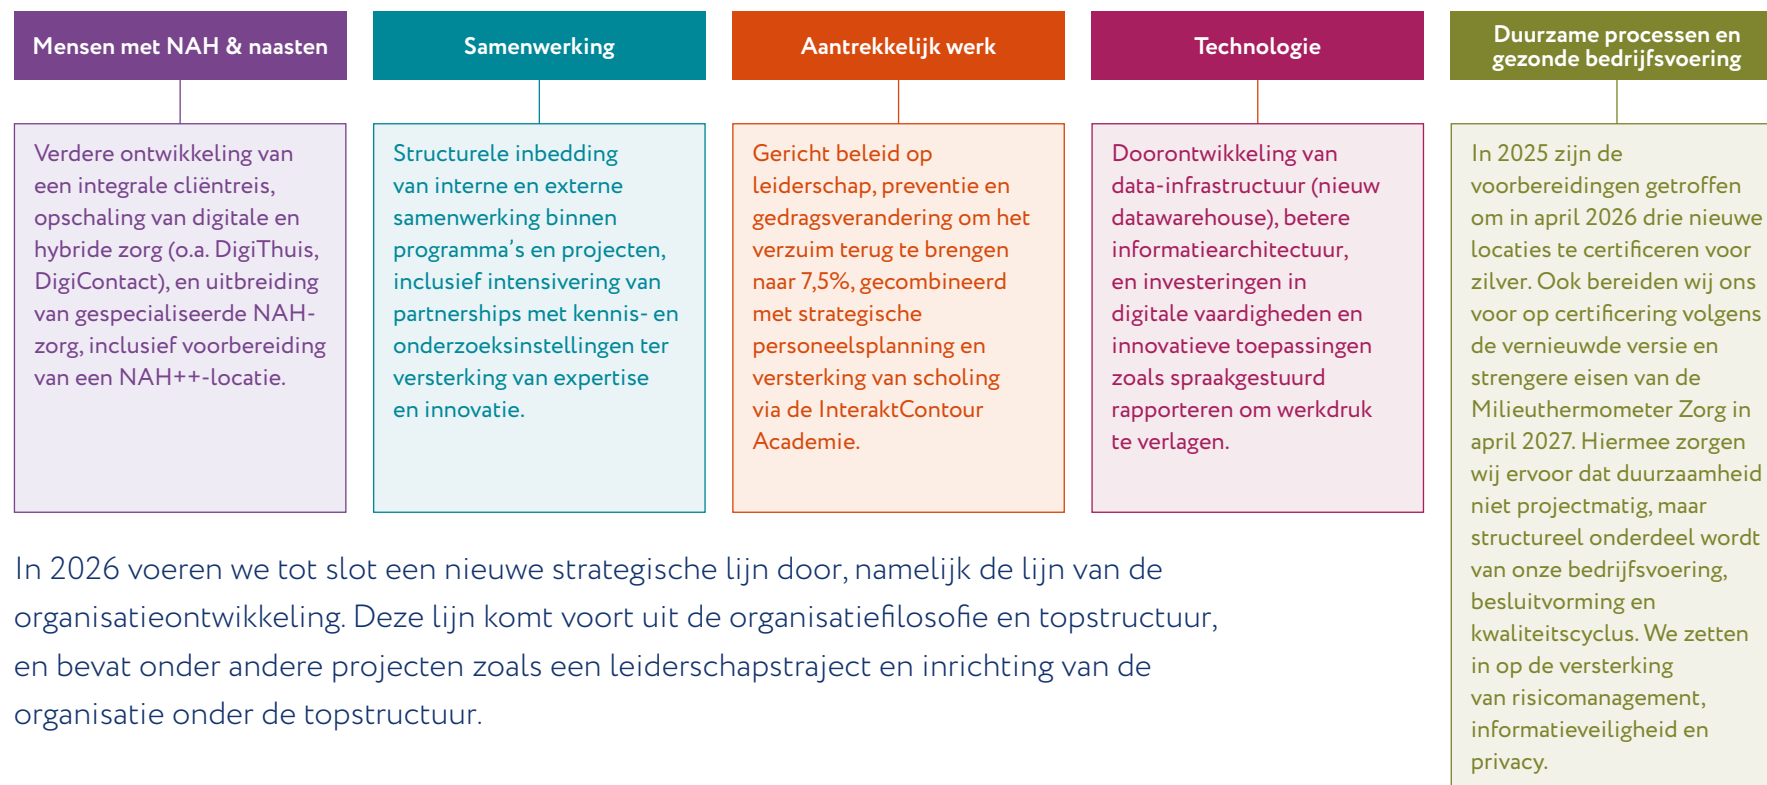 Mensen met NAH & naasten
Verdere ontwikkeling van
een integrale cliëntreis,
opschaling van digitale en
hybride zorg (o.a. DigiThuis,
DigiContact), en uitbreiding
van gespecialiseerde NAH-
zorg, inclusief voorbereiding
van een NAH++-locatie.
Samenwerking
Structurele inbedding
van interne en externe
samenwerking binnen
programma's en projecten,
inclusief intensivering van
partnerships met kennis- en
onderzoeksinstellingen ter
versterking van expertise
en innovatie.
Aantrekkelijk werk
Gericht beleid op
leiderschap, preventie en
gedragsverandering om het
verzuim terug te brengen
naar 7,5%, gecombineerd
met strategische
personeelsplanning en
versterking van scholing
via de InteraktContour
Academie.
Technologie
Doorontwikkeling van
data-infrastructuur (nieuw
datawarehouse), betere
informatiearchitectuur,
en investeringen in
digitale vaardigheden en
innovatieve toepassingen
zoals spraakgestuurd
rapporteren om werkdruk
te verlagen.
Duurzame processen en
gezonde bedrijfsvoering
In 2025 zijn de
voorbereidingen getroffen
om in april 2026 drie nieuwe
locaties te certificeren voor
zilver. Ook bereiden wij ons
voor op certificering volgens
de vernieuwde versie en
strengere eisen van de
Milieuthermometer Zorg in
april 2027. Hiermee zorgen
wij ervoor dat duurzaamheid
niet projectmatig, maar
structureel onderdeel wordt
van onze bedrijfsvoering,
besluitvorming en
kwaliteitscyclus. We zetten
in op de versterking
van risicomanagement,
informatieveiligheid en
privacy.
In 2026 voeren we tot slot een nieuwe strategische lijn door, namelijk de lijn van de
organisatieontwikkeling. Deze lijn komt voort uit de organisatiefilosofie en topstructuur,
en bevat onder andere projecten zoals een leiderschapstraject en inrichting van de
organisatie onder de topstructuur.